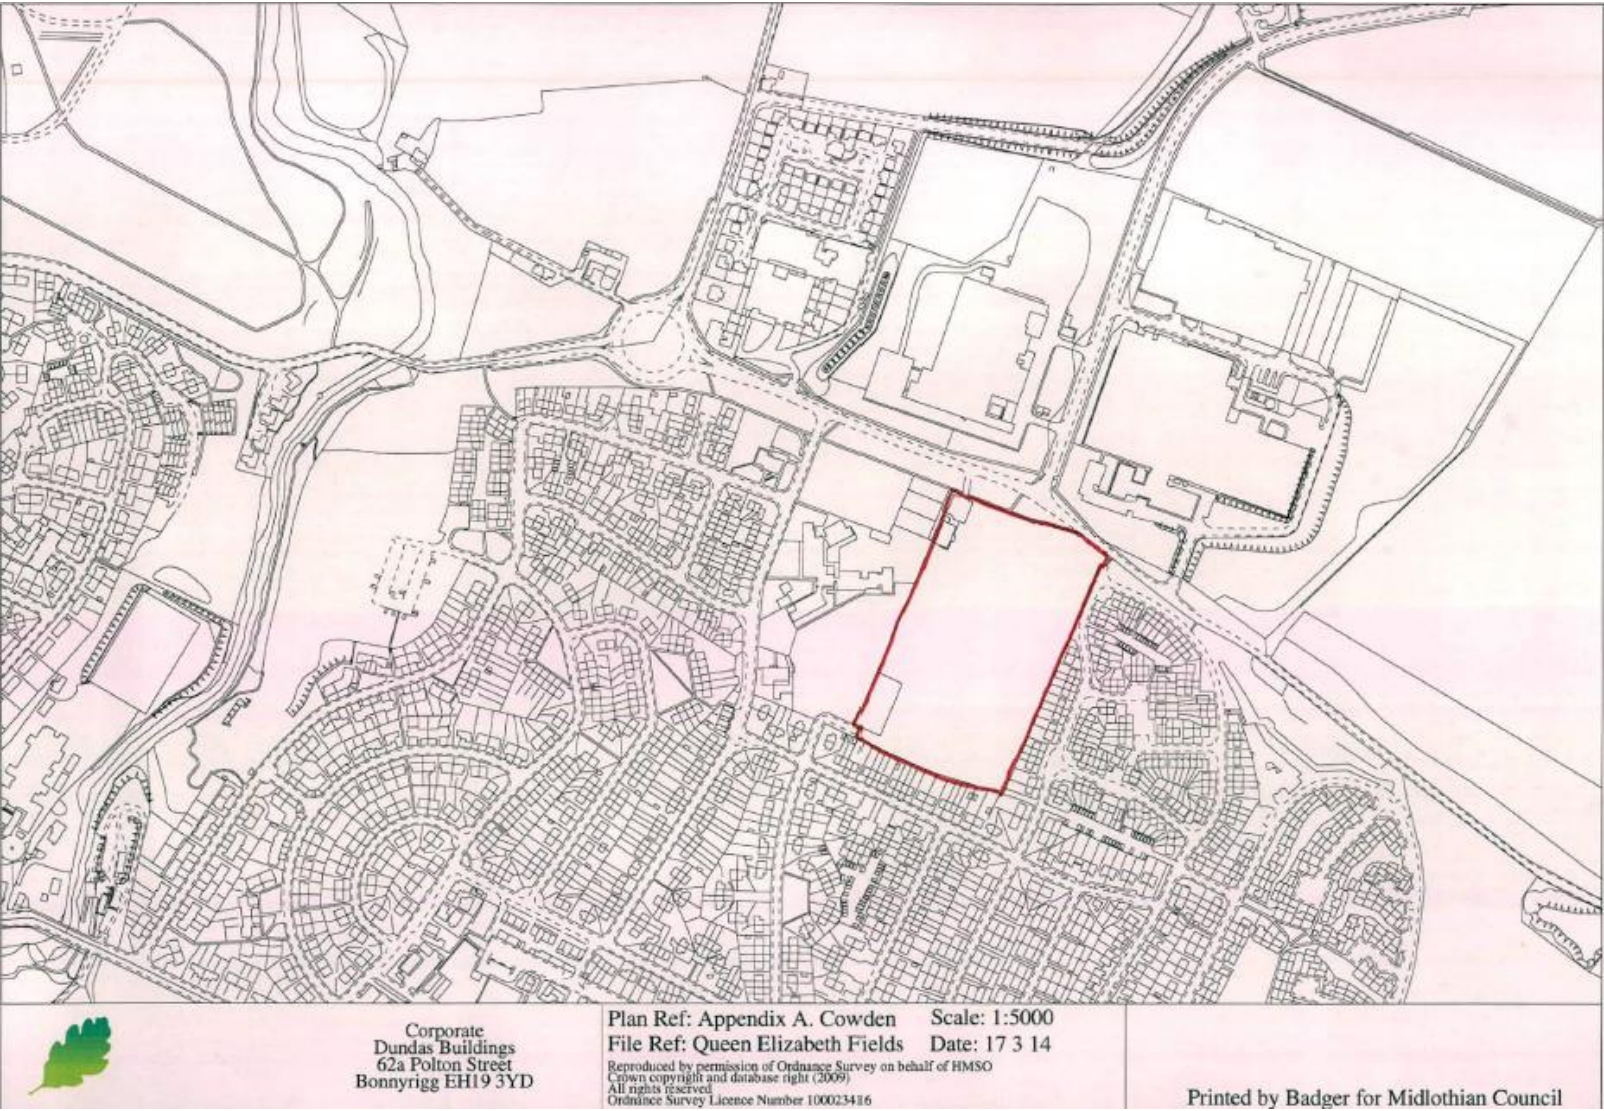 Corporate
Dundas Buildings
62a Polton Street
Bonnyrigg EH19 3YD
Plan Ref: Appendix A. Cowden Scale: 1:5000
File Ref: Queen Elizabeth Fields Date: 17 3 14
Reproduced by permission of Ordnance Survey on behalf of HMSO
Crown copyright and database right (2009)
All rights reserved
Ordnance Survey Licence Number 100023416
Printed by Badger for Midlothian Council